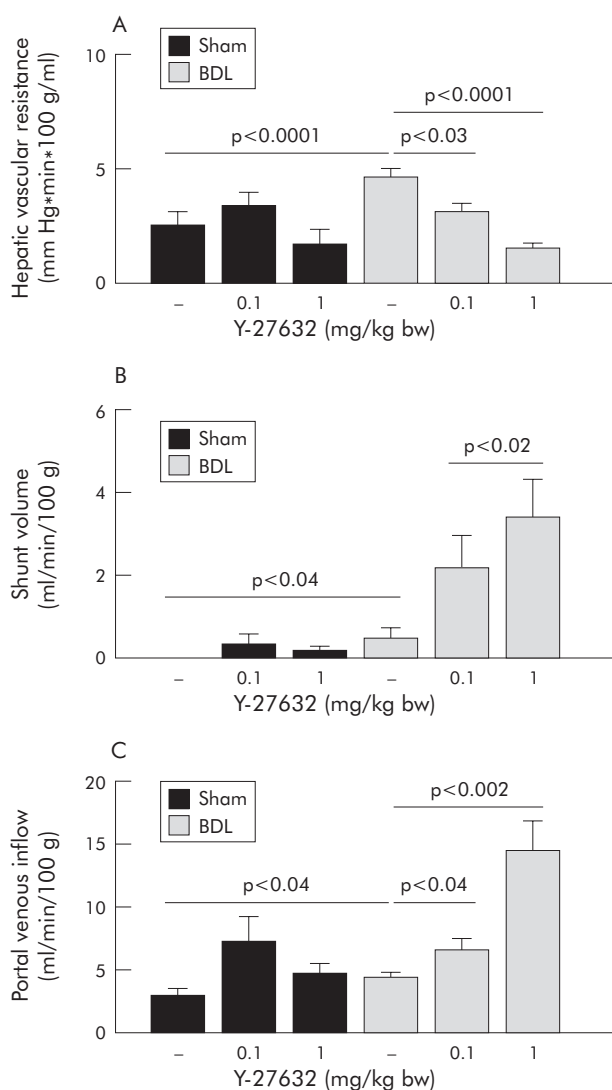 A
Sham
BDL
Hepatic vascular resistance
(mm Hg*min*100 g/ml)
10
5
0
p<0.0001
p<0.0001
p<0.03
– 0.1 1 – 0.1 1
Y-27632 (mg/kg bw)
B
Sham
BDL
Shunt volume
(ml/min/100 g)
6
4
2
0
p<0.02
p<0.04
– 0.1 1 – 0.1 1
Y-27632 (mg/kg bw)
C
Sham
BDL
Portal venous inflow
(ml/min/100 g)
20
15
10
5
0
p<0.002
p<0.04
p<0.04
– 0.1 1 – 0.1 1
Y-27632 (mg/kg bw)